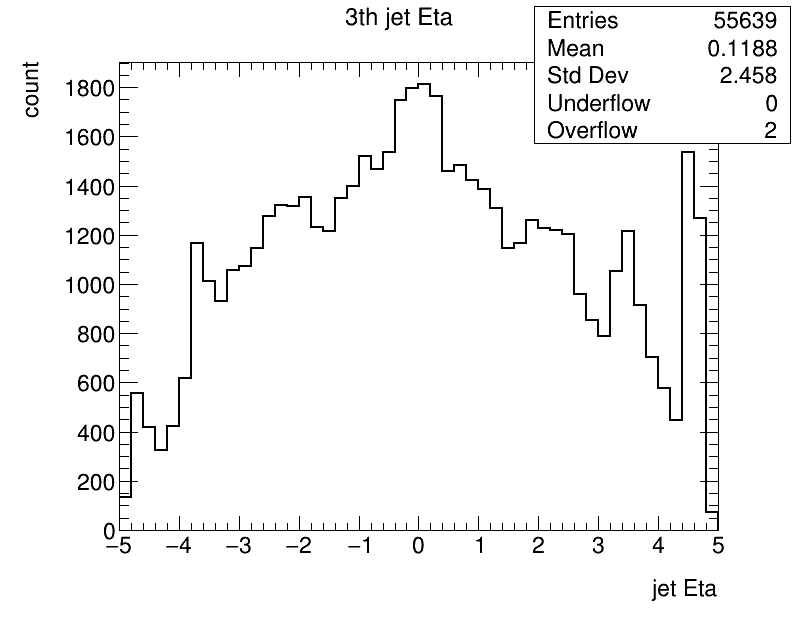 3th jet Eta
Entries 55639
Mean 0.1188
Std Dev 2.458
Underflow 0
Overflow 2
count
1800
1600
1400
1200
1000
800
600
400
200
0
−5 −4 −3 −2 −1 0 1 2 3 4 5
jet Eta